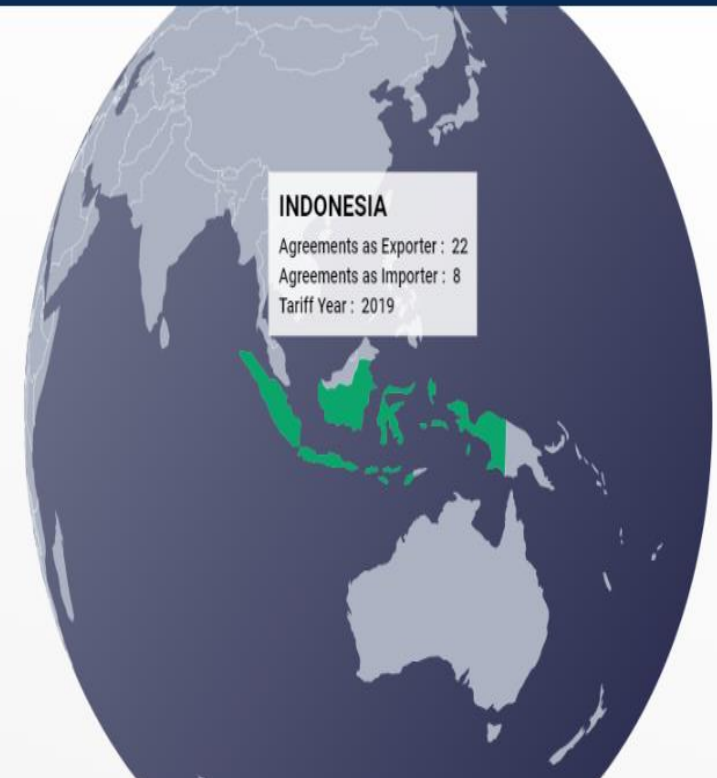 INDONESIA
Agreements as Exporter : 22
Agreements as Importer : 8
Tariff Year : 2019